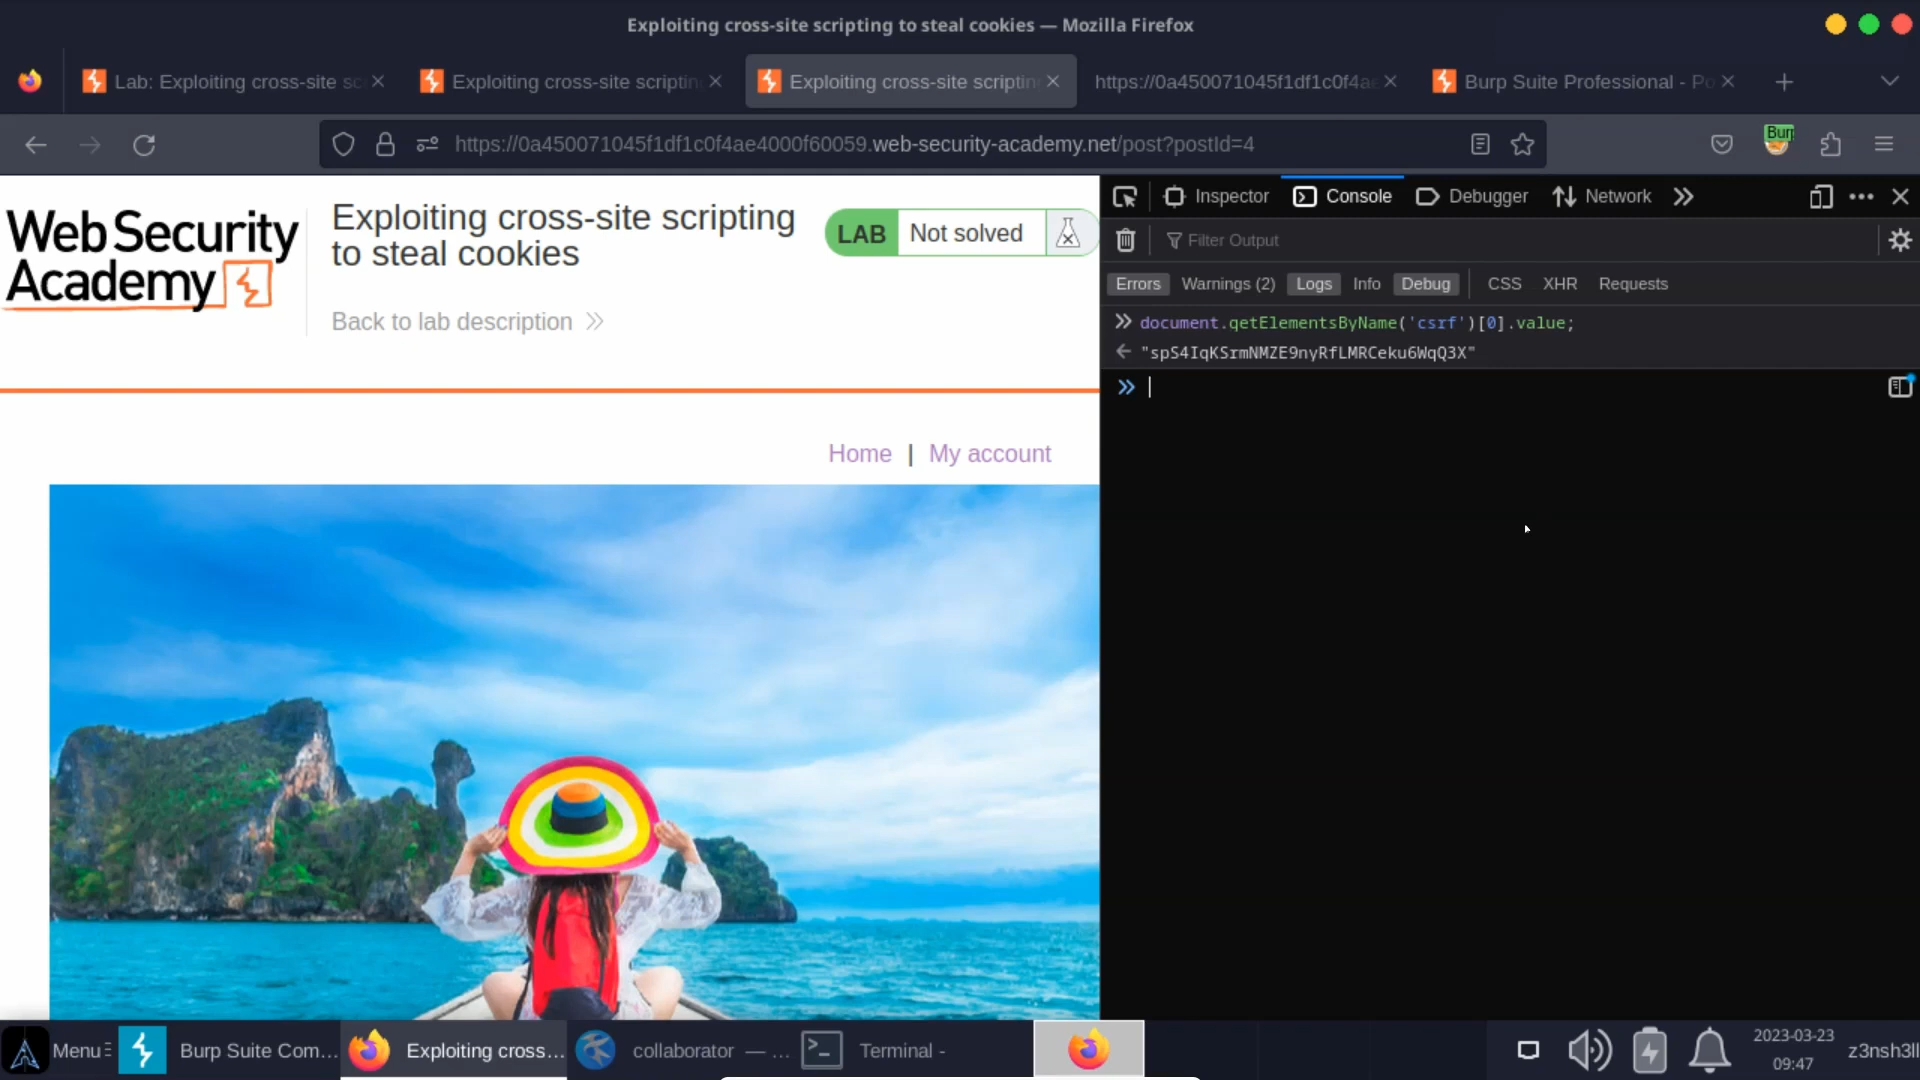 Exploiting cross-site scripting to steal cookies — Mozilla Firefox
Lab: Exploiting cross-site sc
Exploiting cross-site scriptin
Exploiting cross-site scriptin
https://0a450071045f1df1c0f4ae
Burp Suite Professional - Po
https://0a450071045f1df1c0f4ae4000f60059.web-security-academy.net/post?postId=4
Burp
Web Security
Academy
Exploiting cross-site scripting
to steal cookies
LAB Not solved
Back to lab description
Home | My account
Inspector Console Debugger Network
Filter Output
Errors Warnings (2) Logs Info Debug CSS XHR Requests
document.getElementsByName('csrf')[0].value;
"spS4IqKSrmNMZE9nyRfLMRCeku6WqQ3X"
Menu
Burp Suite Com...
Exploiting cross...
collaborator — ...
Terminal -
2023-03-23
09:47
z3nsh3ll